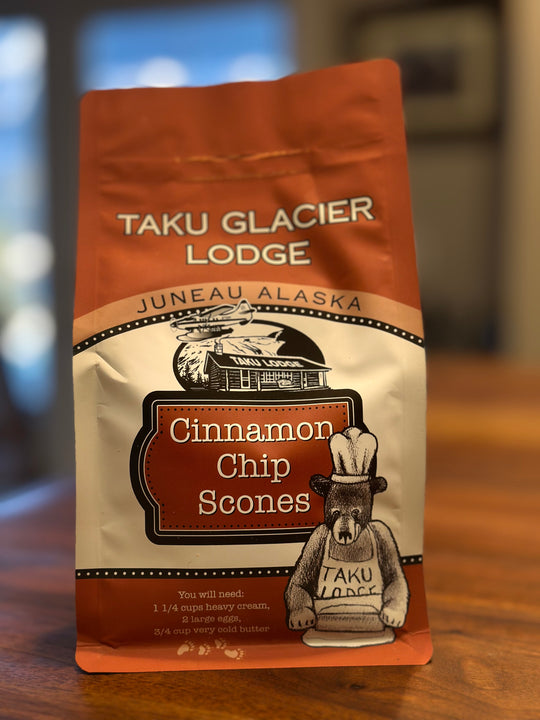 TAKU GLACIER
LODGE
JUNEAU ALASKA
TAKU LODGE
Cinnamon
Chip
Scones
TAKU
LODGE
You will need:
1 1/4 cups heavy cream,
2 large eggs,
3/4 cup very cold butter